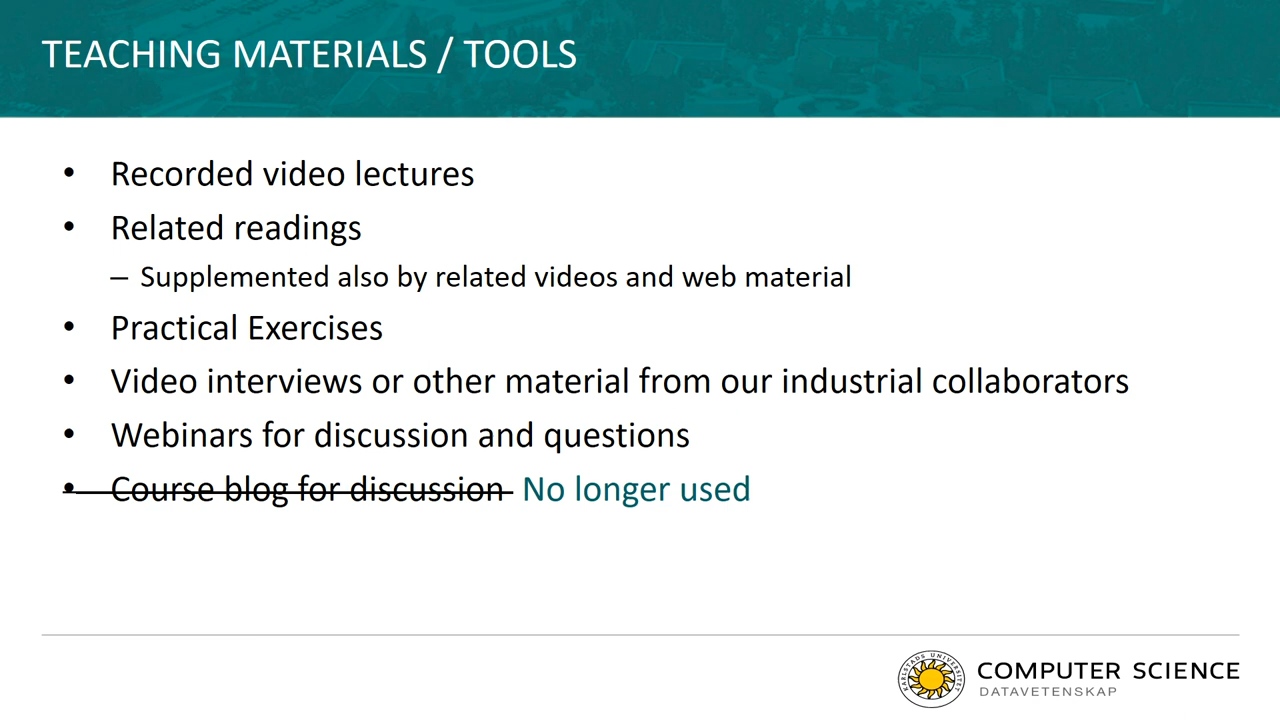 TEACHING MATERIALS / TOOLS
• Recorded video lectures
• Related readings
– Supplemented also by related videos and web material
• Practical Exercises
• Video interviews or other material from our industrial collaborators
• Webinars for discussion and questions
• Course blog for discussion No longer used
KARLSTADS UNIVERSITET
COMPUTER SCIENCE
DATAVETENSKAP